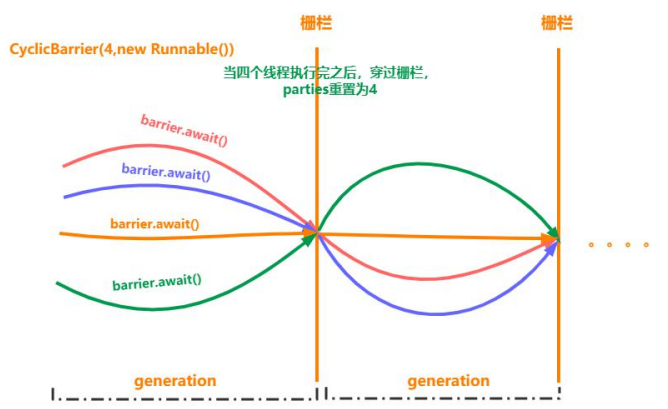 栅栏
栅栏
CyclicBarrier(4,new Runnable())
当四个线程执行完之后，穿过栅栏，
parties重置为4
barrier.await()
barrier.await()
barrier.await()
barrier.await()
。。。。
generation
generation